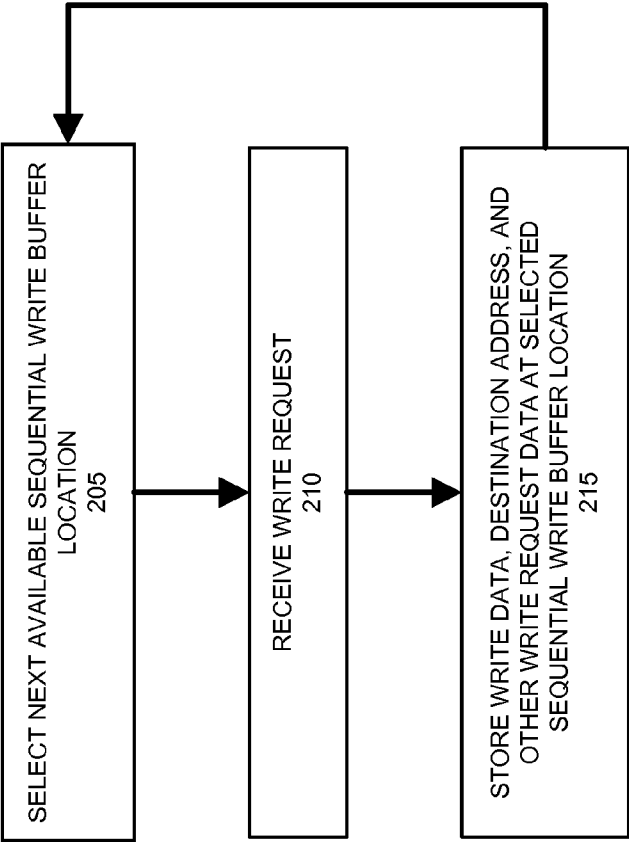 SELECT NEXT AVAILABLE SEQUENTIAL WRITE BUFFER
LOCATION
205
RECEIVE WRITE REQUEST
210
STORE WRITE DATA, DESTINATION ADDRESS, AND
OTHER WRITE REQUEST DATA AT SELECTED
SEQUENTIAL WRITE BUFFER LOCATION
215